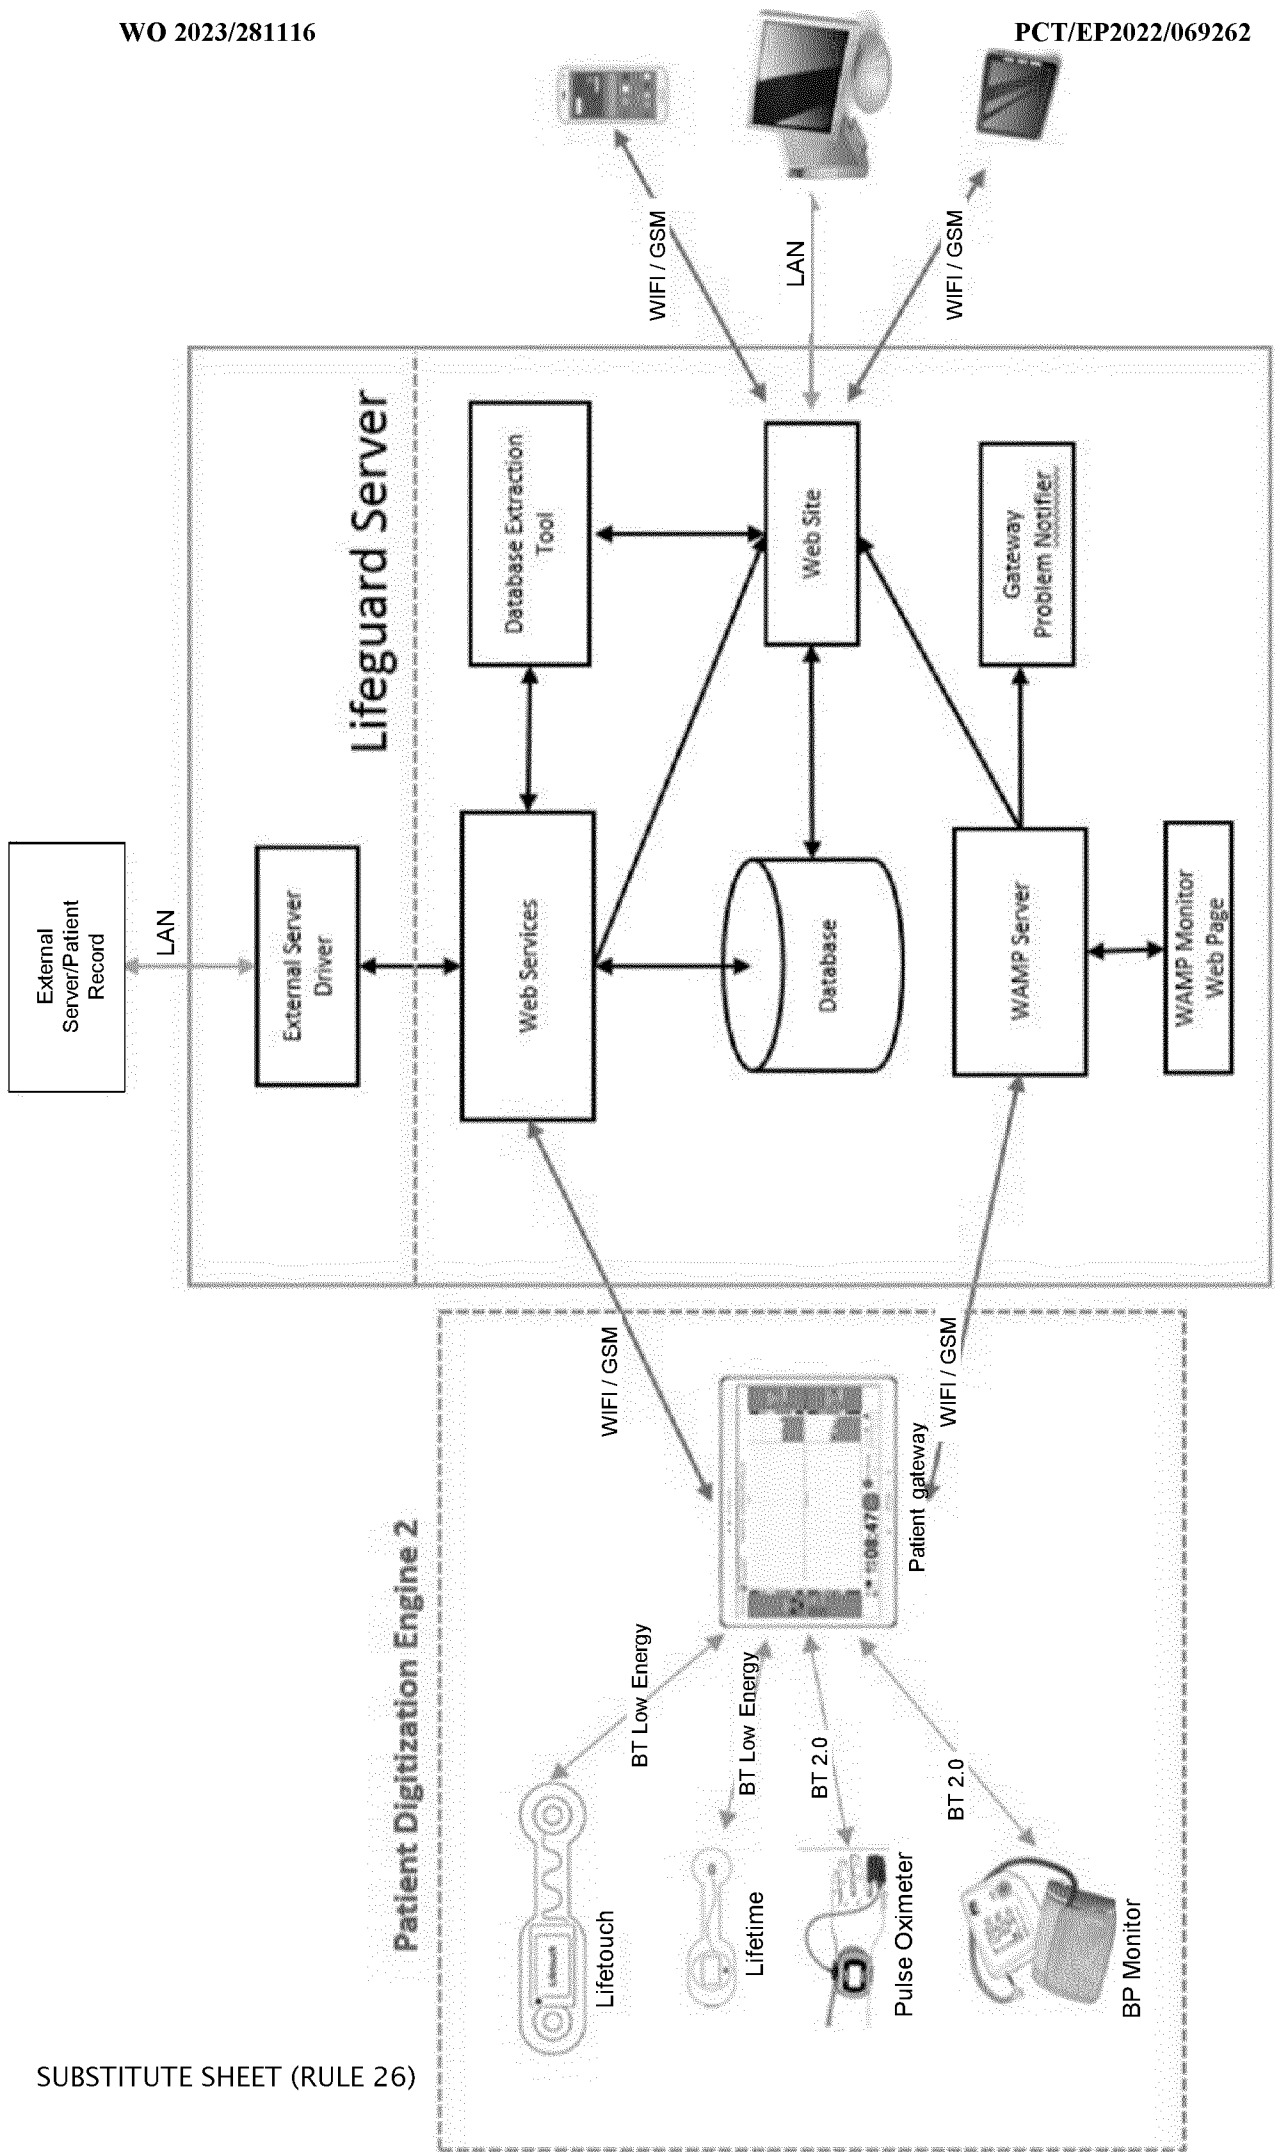 WO 2023/281116
PCT/EP2022/069262
Patient Digitization Engine 2
Lifetouch
Lifetime
Pulse Oximeter
BP Monitor
BT Low Energy
BT Low Energy
BT 2.0
BT 2.0
08:47
Patient gateway
WIFI / GSM
WIFI / GSM
External
Server/Patient
Record
LAN
Lifeguard Server
External Server
Driver
Web Services
Database Extraction
Tool
Database
Web Site
WAMP Server
Gateway
Problem Notifier
WAMP Monitor
Web Page
WIFI / GSM
LAN
WIFI / GSM
SUBSTITUTE SHEET (RULE 26)